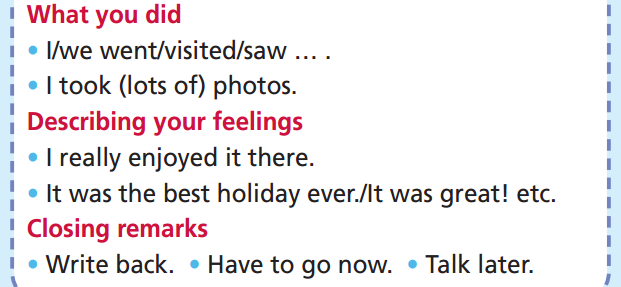 What you did
• I/we went/visited/saw ... .
• I took (lots of) photos.
Describing your feelings
• I really enjoyed it there.
• It was the best holiday ever./It was great! etc.
Closing remarks
• Write back. • Have to go now. • Talk later.